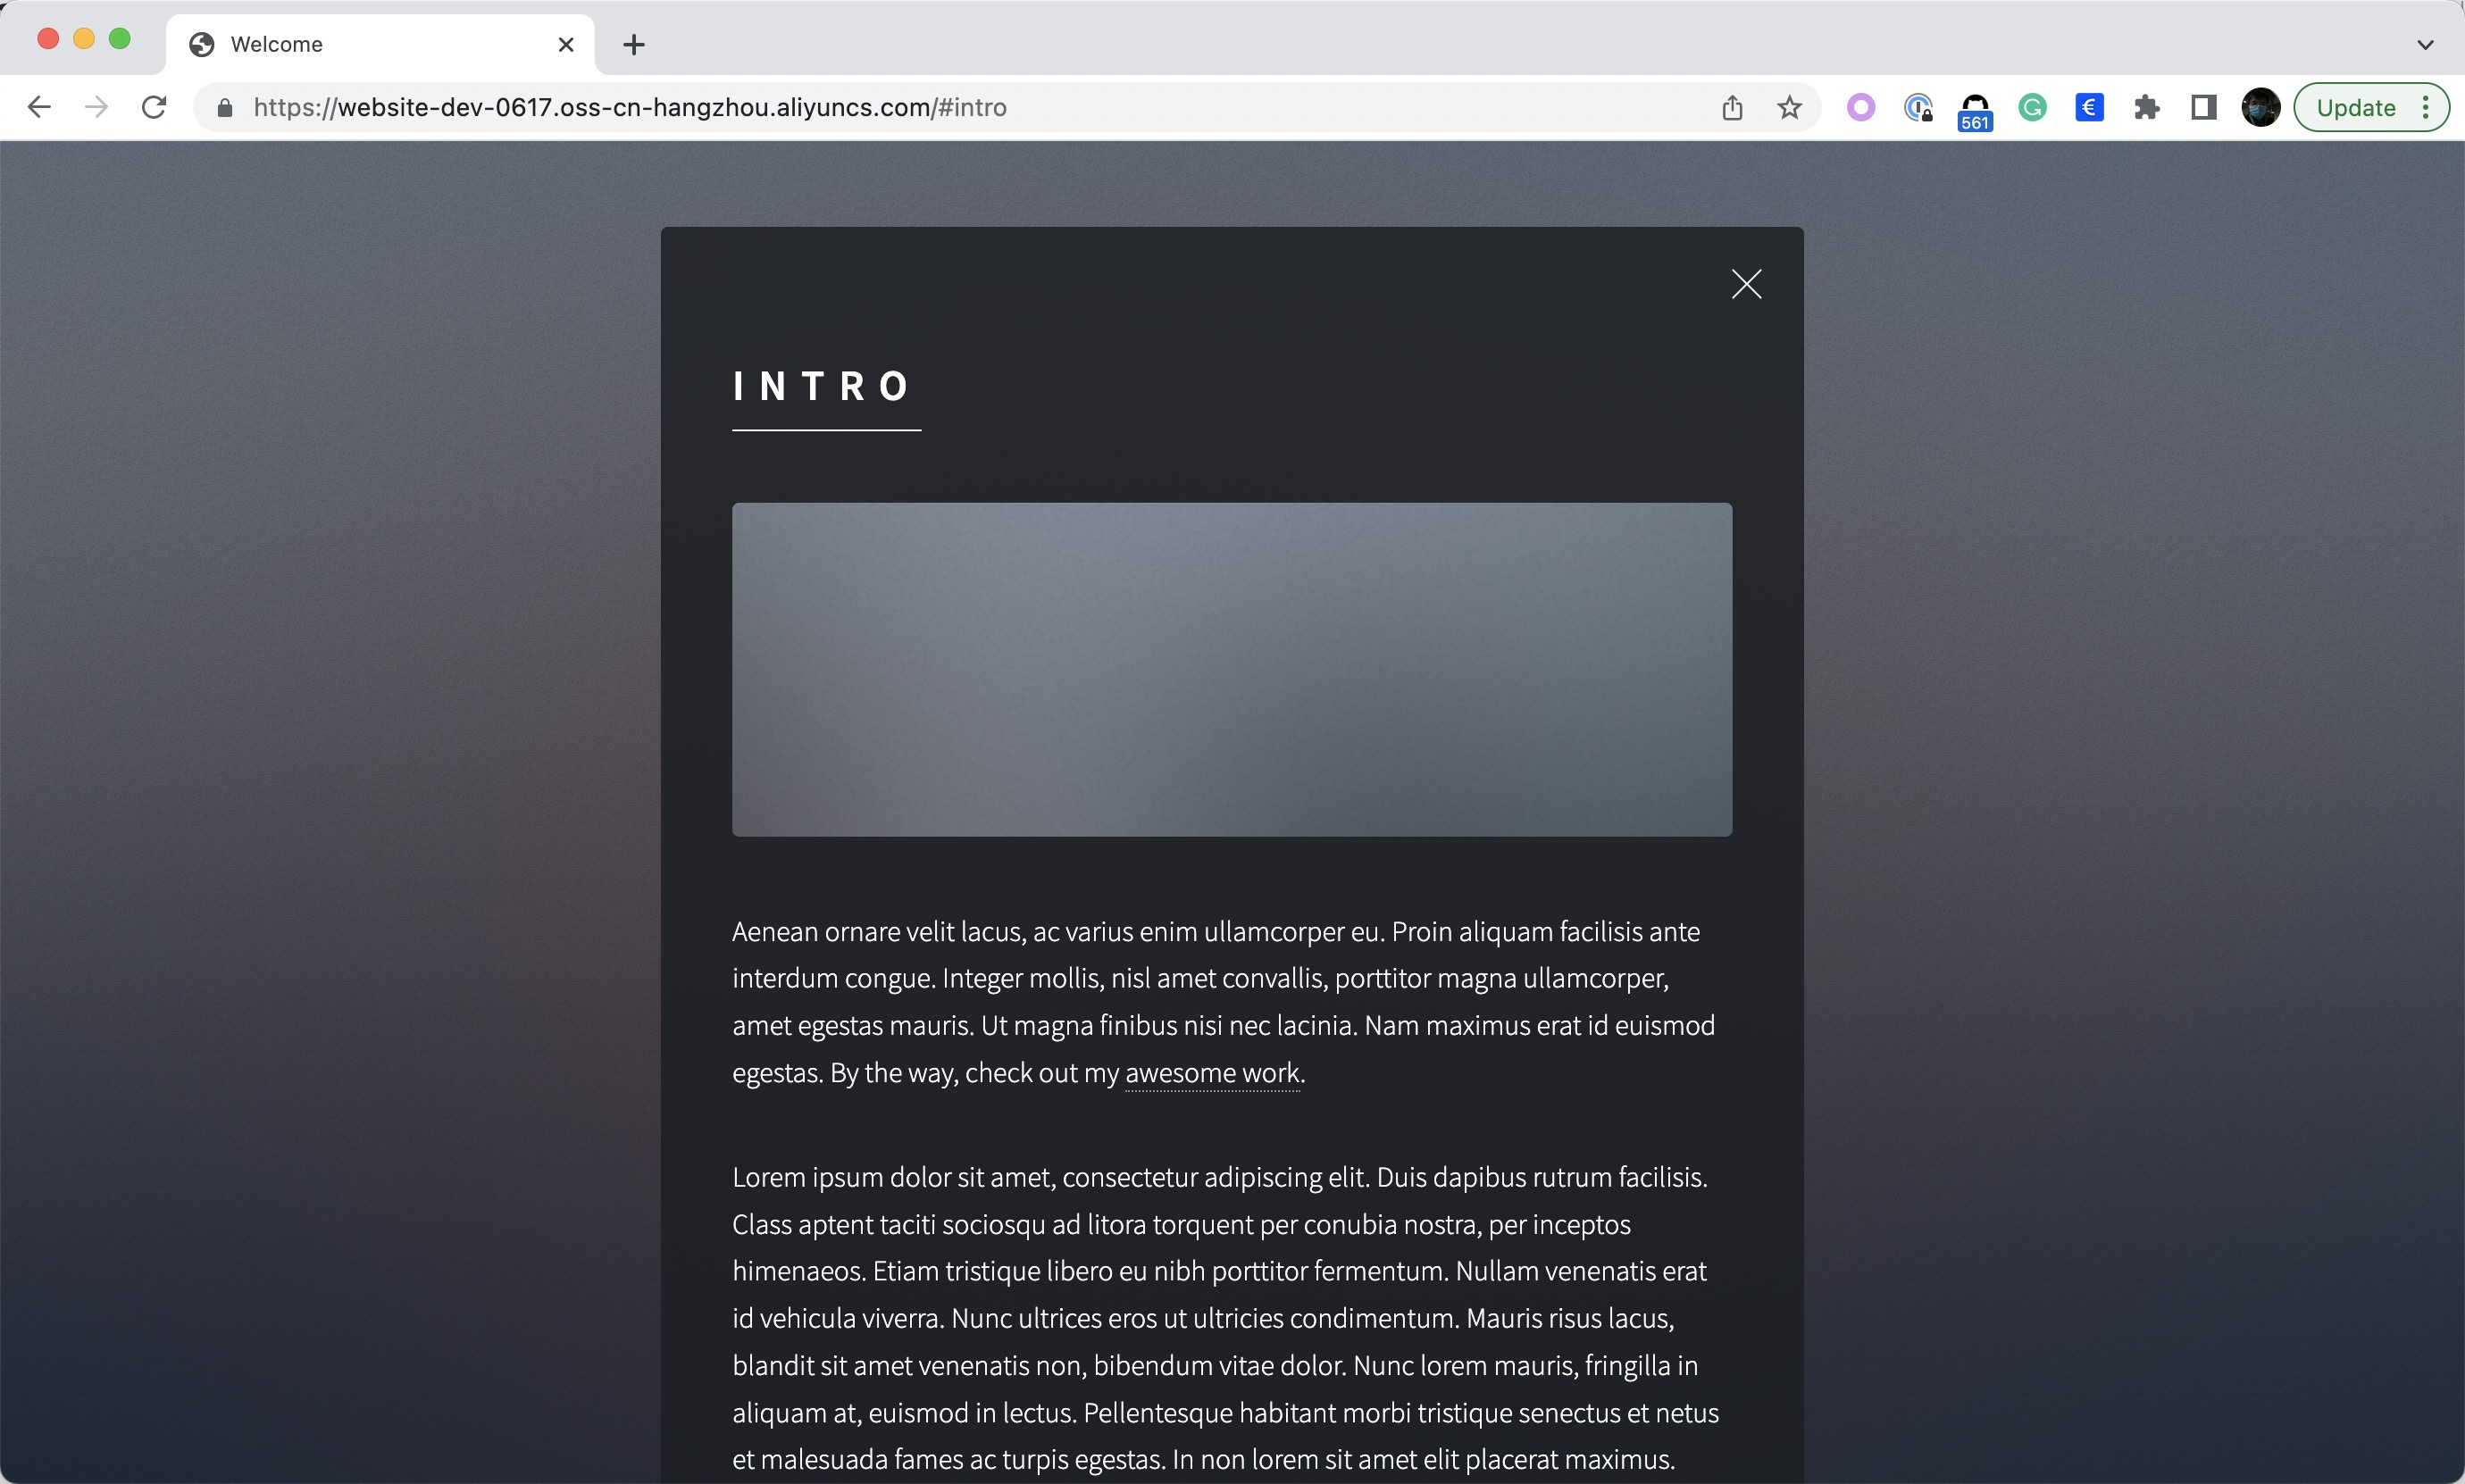 Welcome
https://website-dev-0617.oss-cn-hangzhou.aliyuncs.com/#intro
561
G
€
Update
INTRO
Aenean ornare velit lacus, ac varius enim ullamcorper eu. Proin aliquam facilisis ante
interdum congue. Integer mollis, nisl amet convallis, porttitor magna ullamcorper,
amet egestas mauris. Ut magna finibus nisi nec lacinia. Nam maximus erat id euismod
egestas. By the way, check out my awesome work.
Lorem ipsum dolor sit amet, consectetur adipiscing elit. Duis dapibus rutrum facilisis.
Class aptent taciti sociosqu ad litora torquent per conubia nostra, per inceptos
himenaeos. Etiam tristique libero eu nibh porttitor fermentum. Nullam venenatis erat
id vehicula viverra. Nunc ultrices eros ut ultricies condimentum. Mauris risus lacus,
blandit sit amet venenatis non, bibendum vitae dolor. Nunc lorem mauris, fringilla in
aliquam at, euismod in lectus. Pellentesque habitant morbi tristique senectus et netus
et malesuada fames ac turpis egestas. In non lorem sit amet elit placerat maximus.